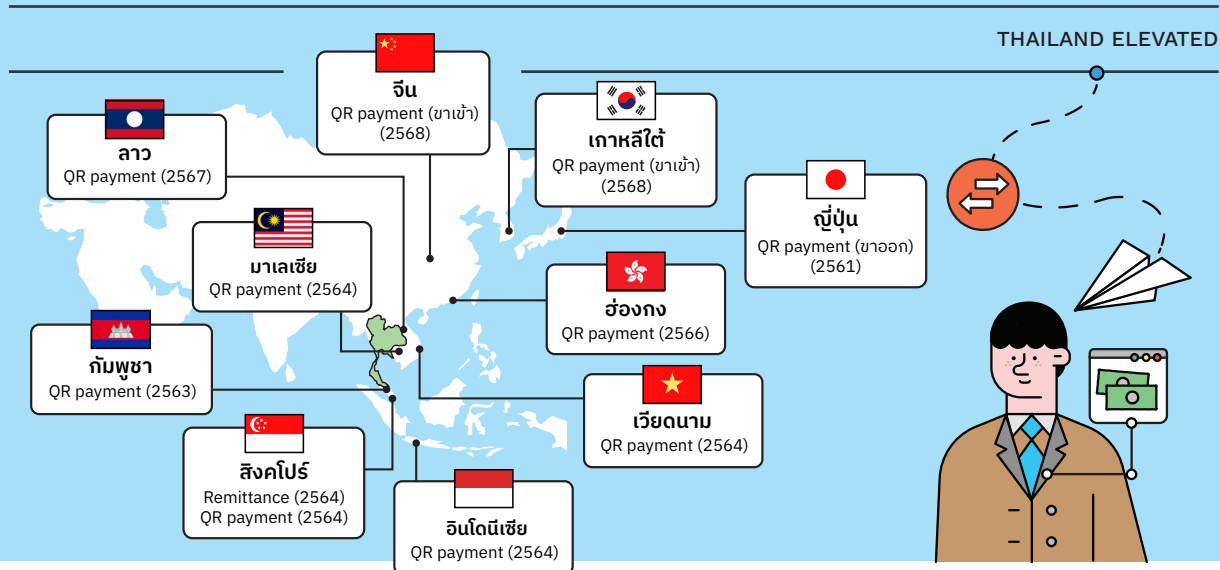 THAILAND ELEVATED
จีน
QR payment (ขาเข้า)
(2568)
เกาหลีใต้
QR payment (ขาเข้า)
(2568)
ลาว
QR payment (2567)
ญี่ปุ่น
QR payment (ขาออก)
(2561)
มาเลเซีย
QR payment (2564)
ฮ่องกง
QR payment (2566)
กัมพูชา
QR payment (2563)
เวียดนาม
QR payment (2564)
สิงคโปร์
Remittance (2564)
QR payment (2564)
อินโดนีเซีย
QR payment (2564)